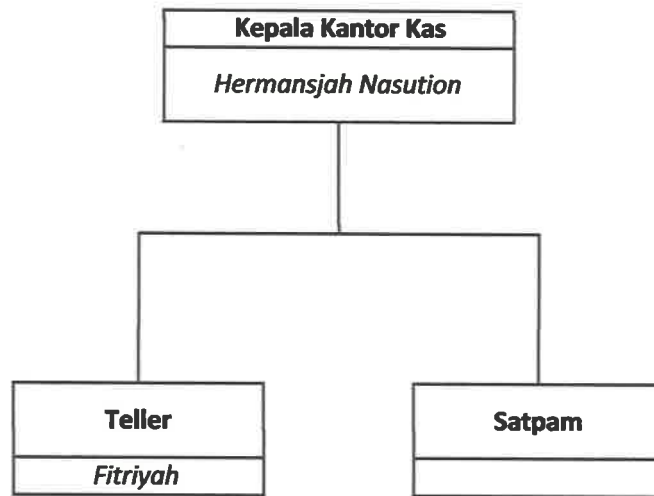 Kepala Kantor Kas
Hermansjah Nasution
Teller
Satpam
Fitriyah